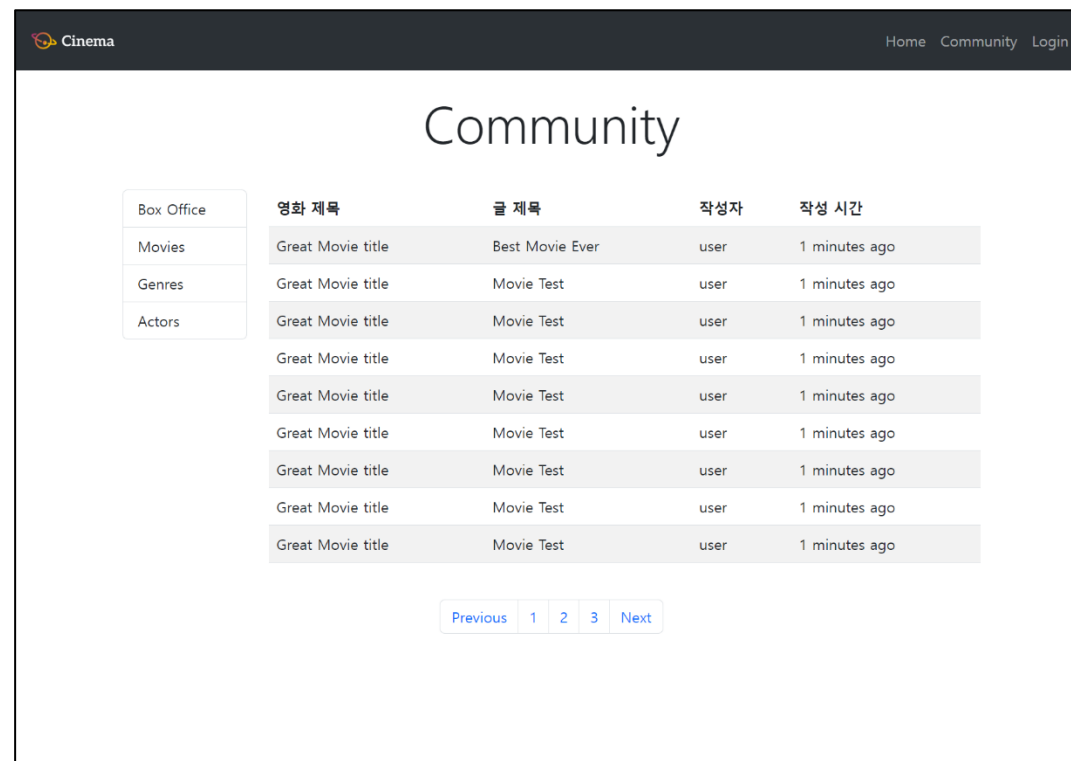 Cinema Home Community Login
Community
Box Office
Movies
Genres
Actors
영화 제목 글 제목 작성자 작성 시간
Great Movie title Best Movie Ever user 1 minutes ago
Great Movie title Movie Test user 1 minutes ago
Great Movie title Movie Test user 1 minutes ago
Great Movie title Movie Test user 1 minutes ago
Great Movie title Movie Test user 1 minutes ago
Great Movie title Movie Test user 1 minutes ago
Great Movie title Movie Test user 1 minutes ago
Great Movie title Movie Test user 1 minutes ago
Great Movie title Movie Test user 1 minutes ago
Previous 1 2 3 Next